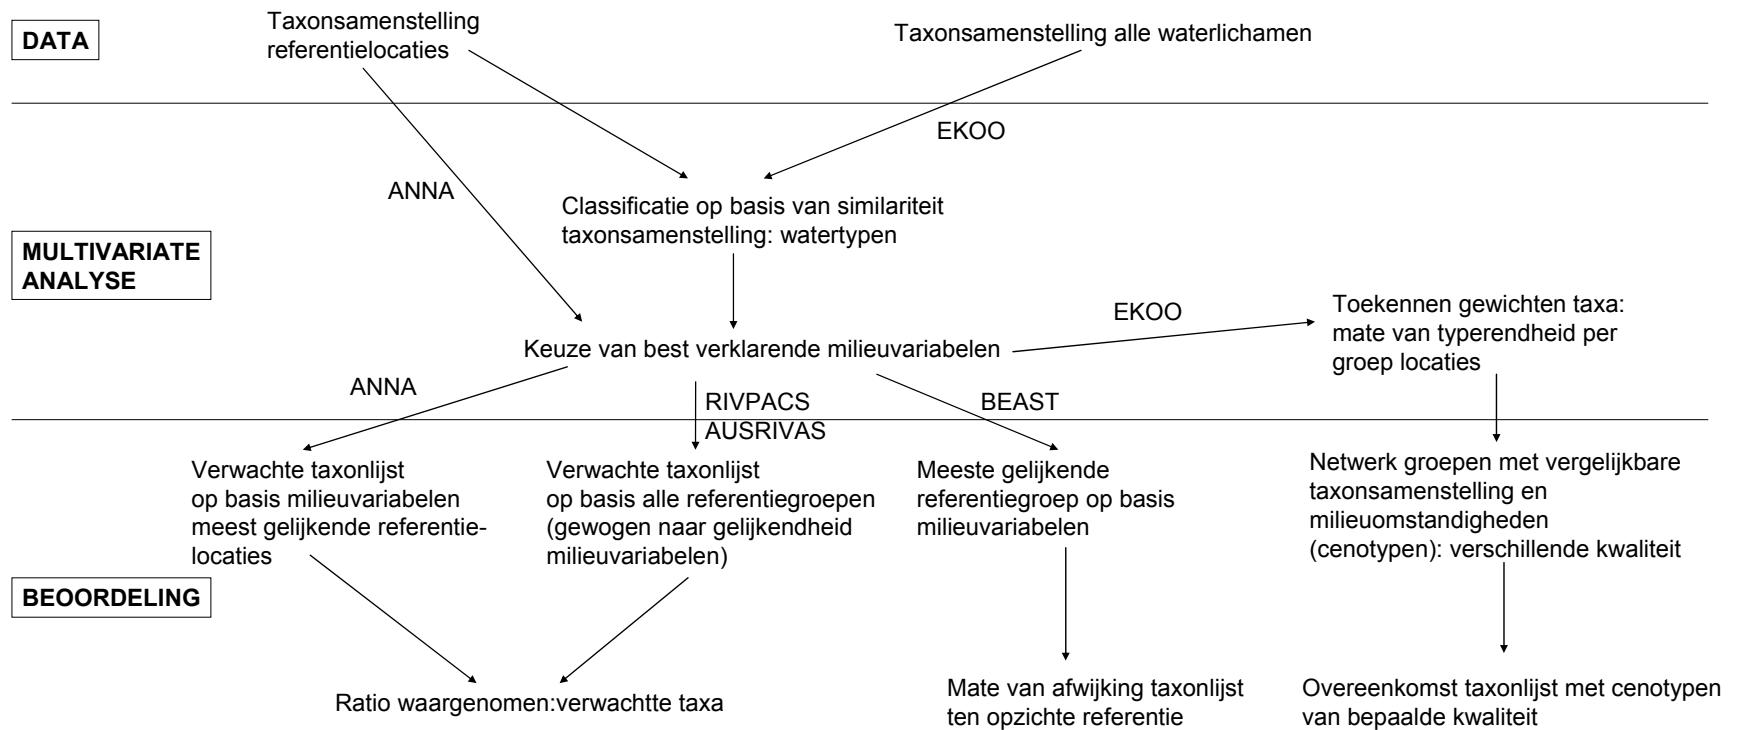 DATA
Taxonsamenstelling
referentielocaties
Taxonsamenstelling alle waterlichamen
EKOO
ANNA
MULTIVARIATE
ANALYSE
Classificatie op basis van similariteit
taxonsamenstelling: watertypen
EKOO
Toekennen gewichten taxa:
mate van typerendheid per
groep locaties
Keuze van best verklarende milieuvariabelen
ANNA
RIVPACS
AUSRIVAS
BEAST
BEOORDELING
Verwachte taxonlijst
op basis milieuvariabelen
meest gelijkende referentie-
locaties
Verwachte taxonlijst
op basis alle referentiegroepen
(gewogen naar gelijkendheid
milieuvariabelen)
Meeste gelijkende
referentiegroep op basis
milieuvariabelen
Netwerk groepen met vergelijkbare
taxonsamenstelling en
milieuomstandigheden
(cenotypen): verschillende kwaliteit
Ratio waargenomen:verwachtte taxa
Mate van afwijking taxonlijst
ten opzichte referentie
Overeenkomst taxonlijst met cenotypen
van bepaalde kwaliteit